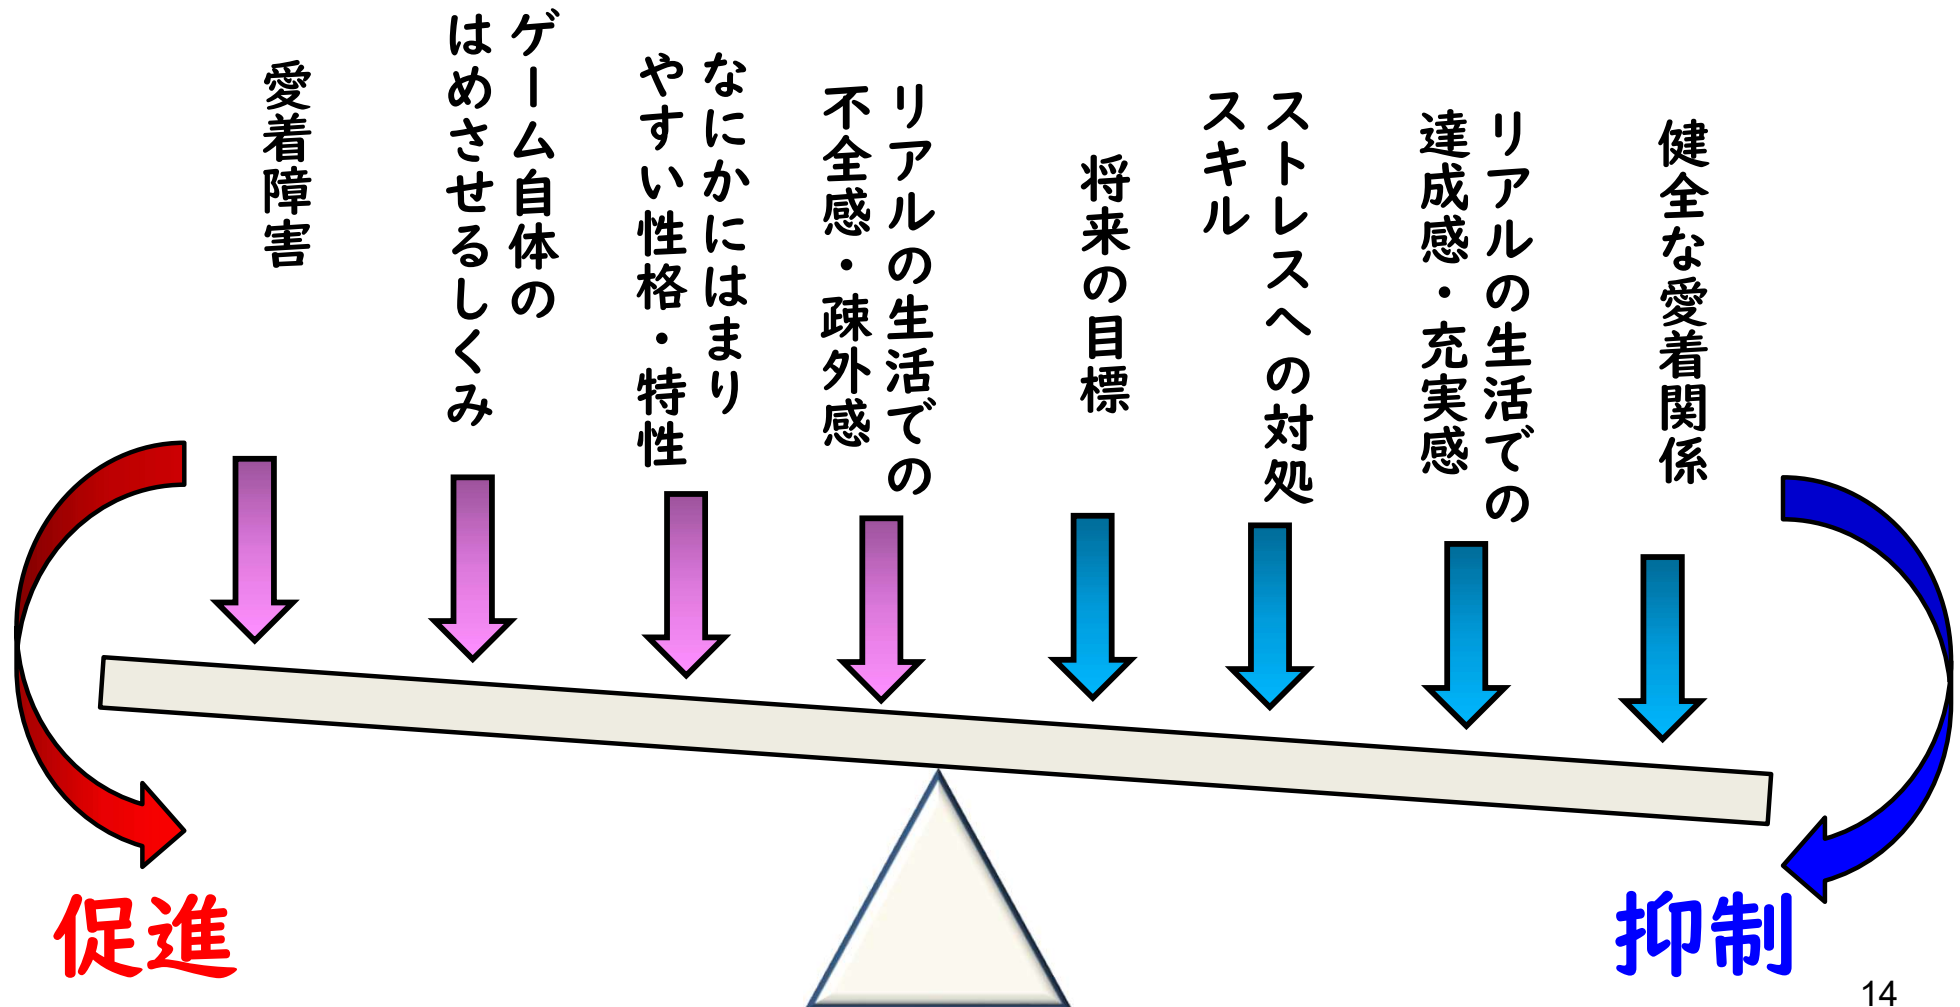 愛着障害
ゲーム自体の
はめさせるしくみ
なにかにはまり
やすい性格・特性
リアルの生活での
不全感・疎外感
将来の目標
ストレスへの対処
スキル
リアルの生活での
達成感・充実感
健全な愛着関係
促進
抑制
14